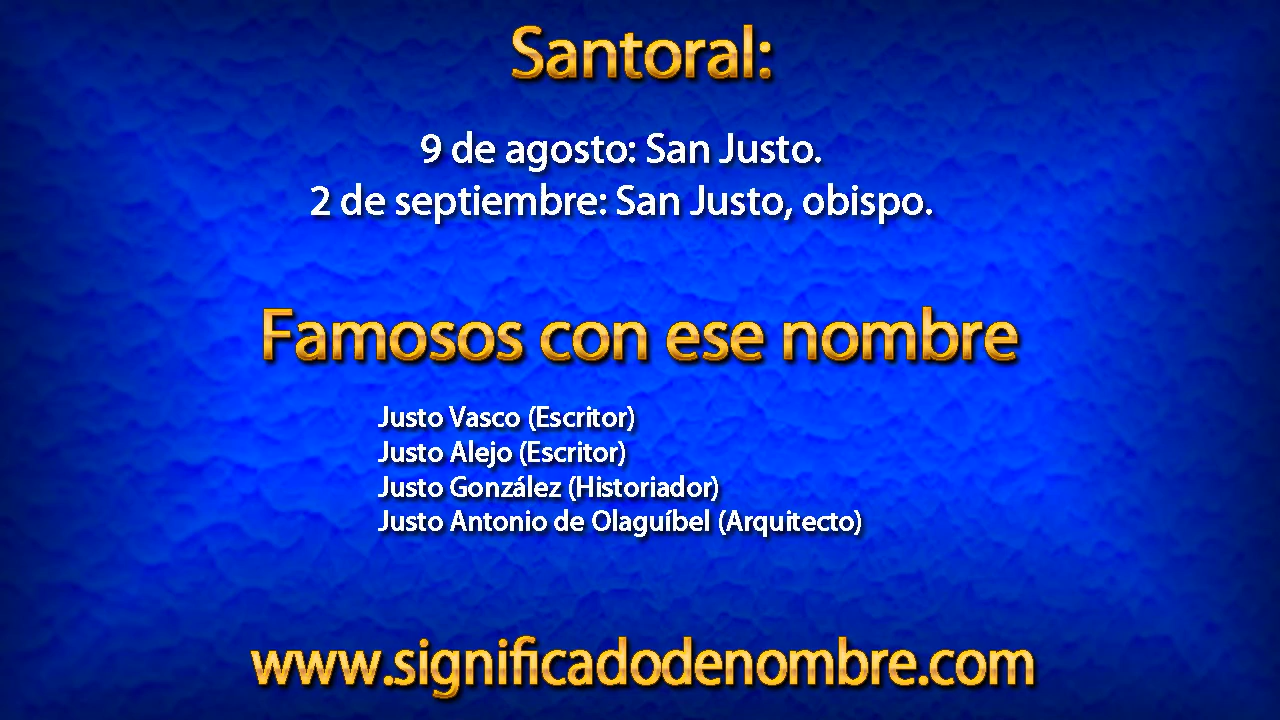 Santoral:
9 de agosto: San Justo.
2 de septiembre: San Justo, obispo.
Famosos con ese nombre
Justo Vasco (Escritor)
Justo Alejo (Escritor)
Justo González (Historiador)
Justo Antonio de Olaguíbel (Arquitecto)
www.significadodenombre.com